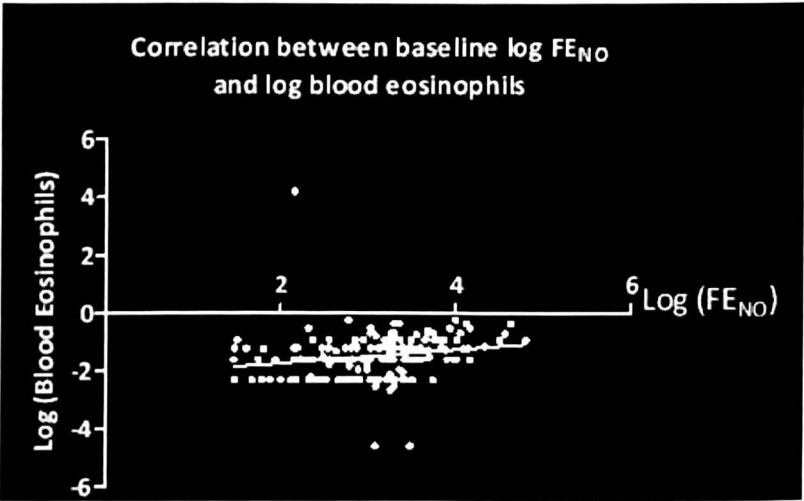 Correlation between baseline log FENO
and log blood eosinophils
6
4
2
0
-2
-4
-6
2
4
6
Log (FENO)
Log (Blood Eosinophils)